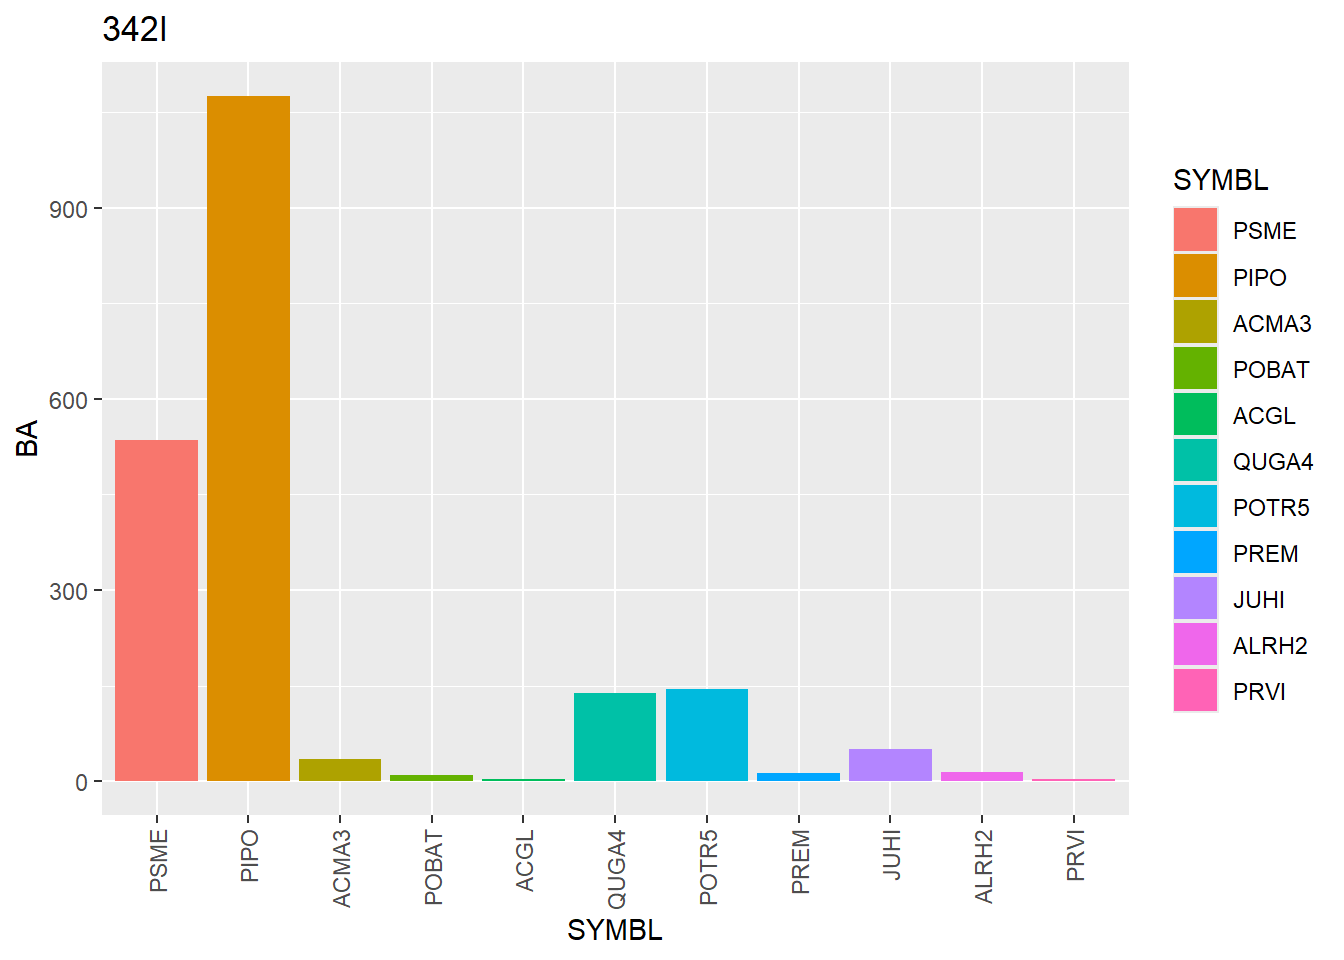 342I
BA
900
600
300
0
PSME
PIPO
ACMA3
POBAT
ACGL
QUGA4
POTR5
PREM
JUHI
ALRH2
PRVI
SYMBL
SYMBL
PSME
PIPO
ACMA3
POBAT
ACGL
QUGA4
POTR5
PREM
JUHI
ALRH2
PRVI